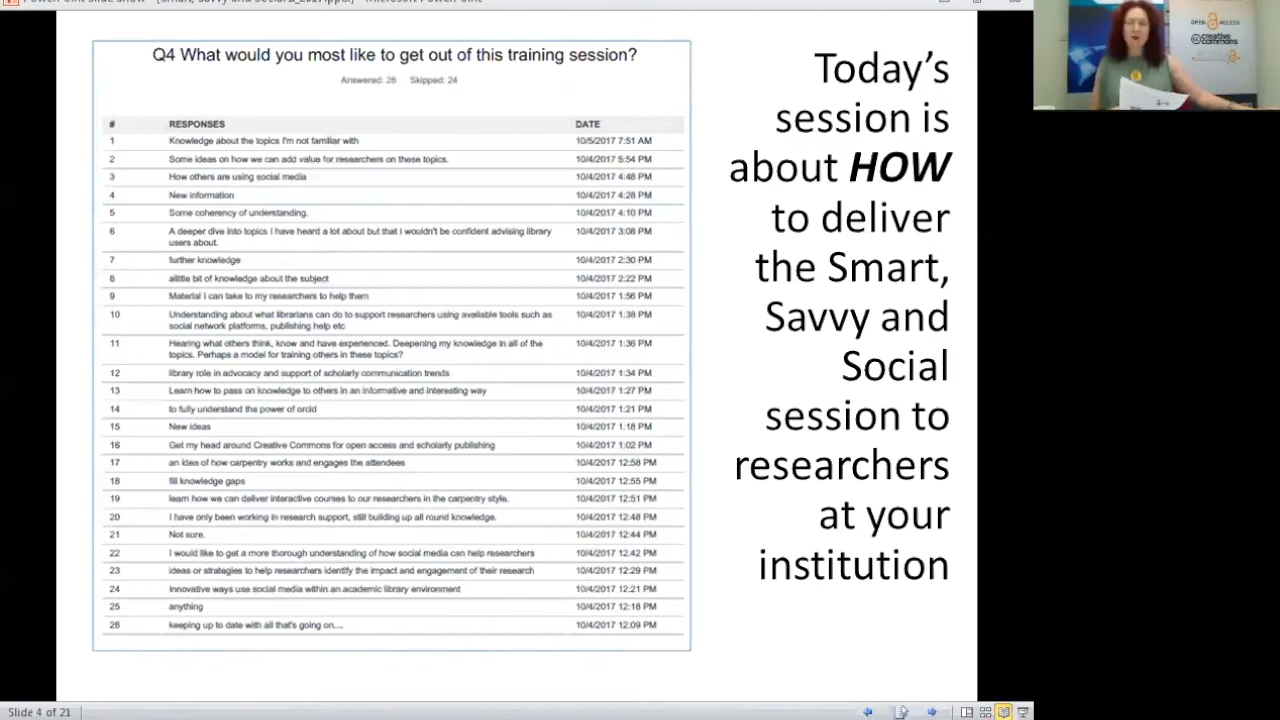 Q4 What would you most like to get out of this training session?
Answered: 26 Skipped: 24
# RESPONSES DATE
1 Knowledge about the topics I'm not familiar with 10/5/2017 7:51 AM
2 Some ideas on how we can add value for researchers on these topics. 10/4/2017 5:54 PM
3 How others are using social media 10/4/2017 4:48 PM
4 New information 10/4/2017 4:28 PM
5 Some coherency of understanding. 10/4/2017 4:10 PM
6 A deeper dive into topics I have heard a lot about but that I wouldn't be confident advising library 10/4/2017 3:08 PM
users about.
7 further knowledge 10/4/2017 2:30 PM
8 alittle bit of knowledge about the subject 10/4/2017 2:22 PM
9 Material I can take to my researchers to help them 10/4/2017 1:56 PM
10 Understanding about what librarians can do to support researchers using available tools such as 10/4/2017 1:38 PM
social network platforms, publishing help etc
11 Hearing what others think, know and have experienced. Deepening my knowledge in all of the 10/4/2017 1:36 PM
topics. Perhaps a model for training others in these topics?
12 library role in advocacy and support of scholarly communication trends 10/4/2017 1:34 PM
13 Learn how to pass on knowledge to others in an informative and interesting way 10/4/2017 1:27 PM
14 to fully understand the power of orcid 10/4/2017 1:21 PM
15 New ideas 10/4/2017 1:18 PM
16 Get my head around Creative Commons for open access and scholarly publishing 10/4/2017 1:02 PM
17 an idea of how carpentry works and engages the attendees 10/4/2017 12:58 PM
18 fill knowledge gaps 10/4/2017 12:55 PM
19 learn how we can deliver interactive courses to our researchers in the carpentry style. 10/4/2017 12:51 PM
20 I have only been working in research support, still building up all round knowledge. 10/4/2017 12:48 PM
21 Not sure. 10/4/2017 12:44 PM
22 I would like to get a more thorough understanding of how social media can help researchers 10/4/2017 12:42 PM
23 ideas or strategies to help researchers identify the impact and engagement of their research 10/4/2017 12:29 PM
24 Innovative ways use social media within an academic library environment 10/4/2017 12:21 PM
25 anything 10/4/2017 12:18 PM
26 keeping up to date with all that's going on.... 10/4/2017 12:09 PM
Today's
session is
about HOW
to deliver
the Smart,
Savvy and
Social
session to
researchers
at your
institution
OPEN ACCESS
creative
commons
Slide 4 of 21